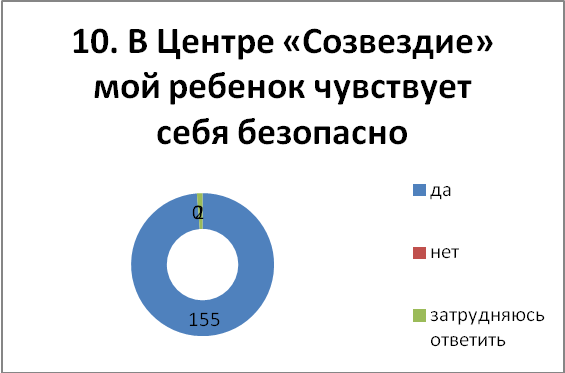 10. В Центре «Созвездие»
мой ребенок чувствует
себя безопасно
да
155
нет
затрудняюсь
ответить